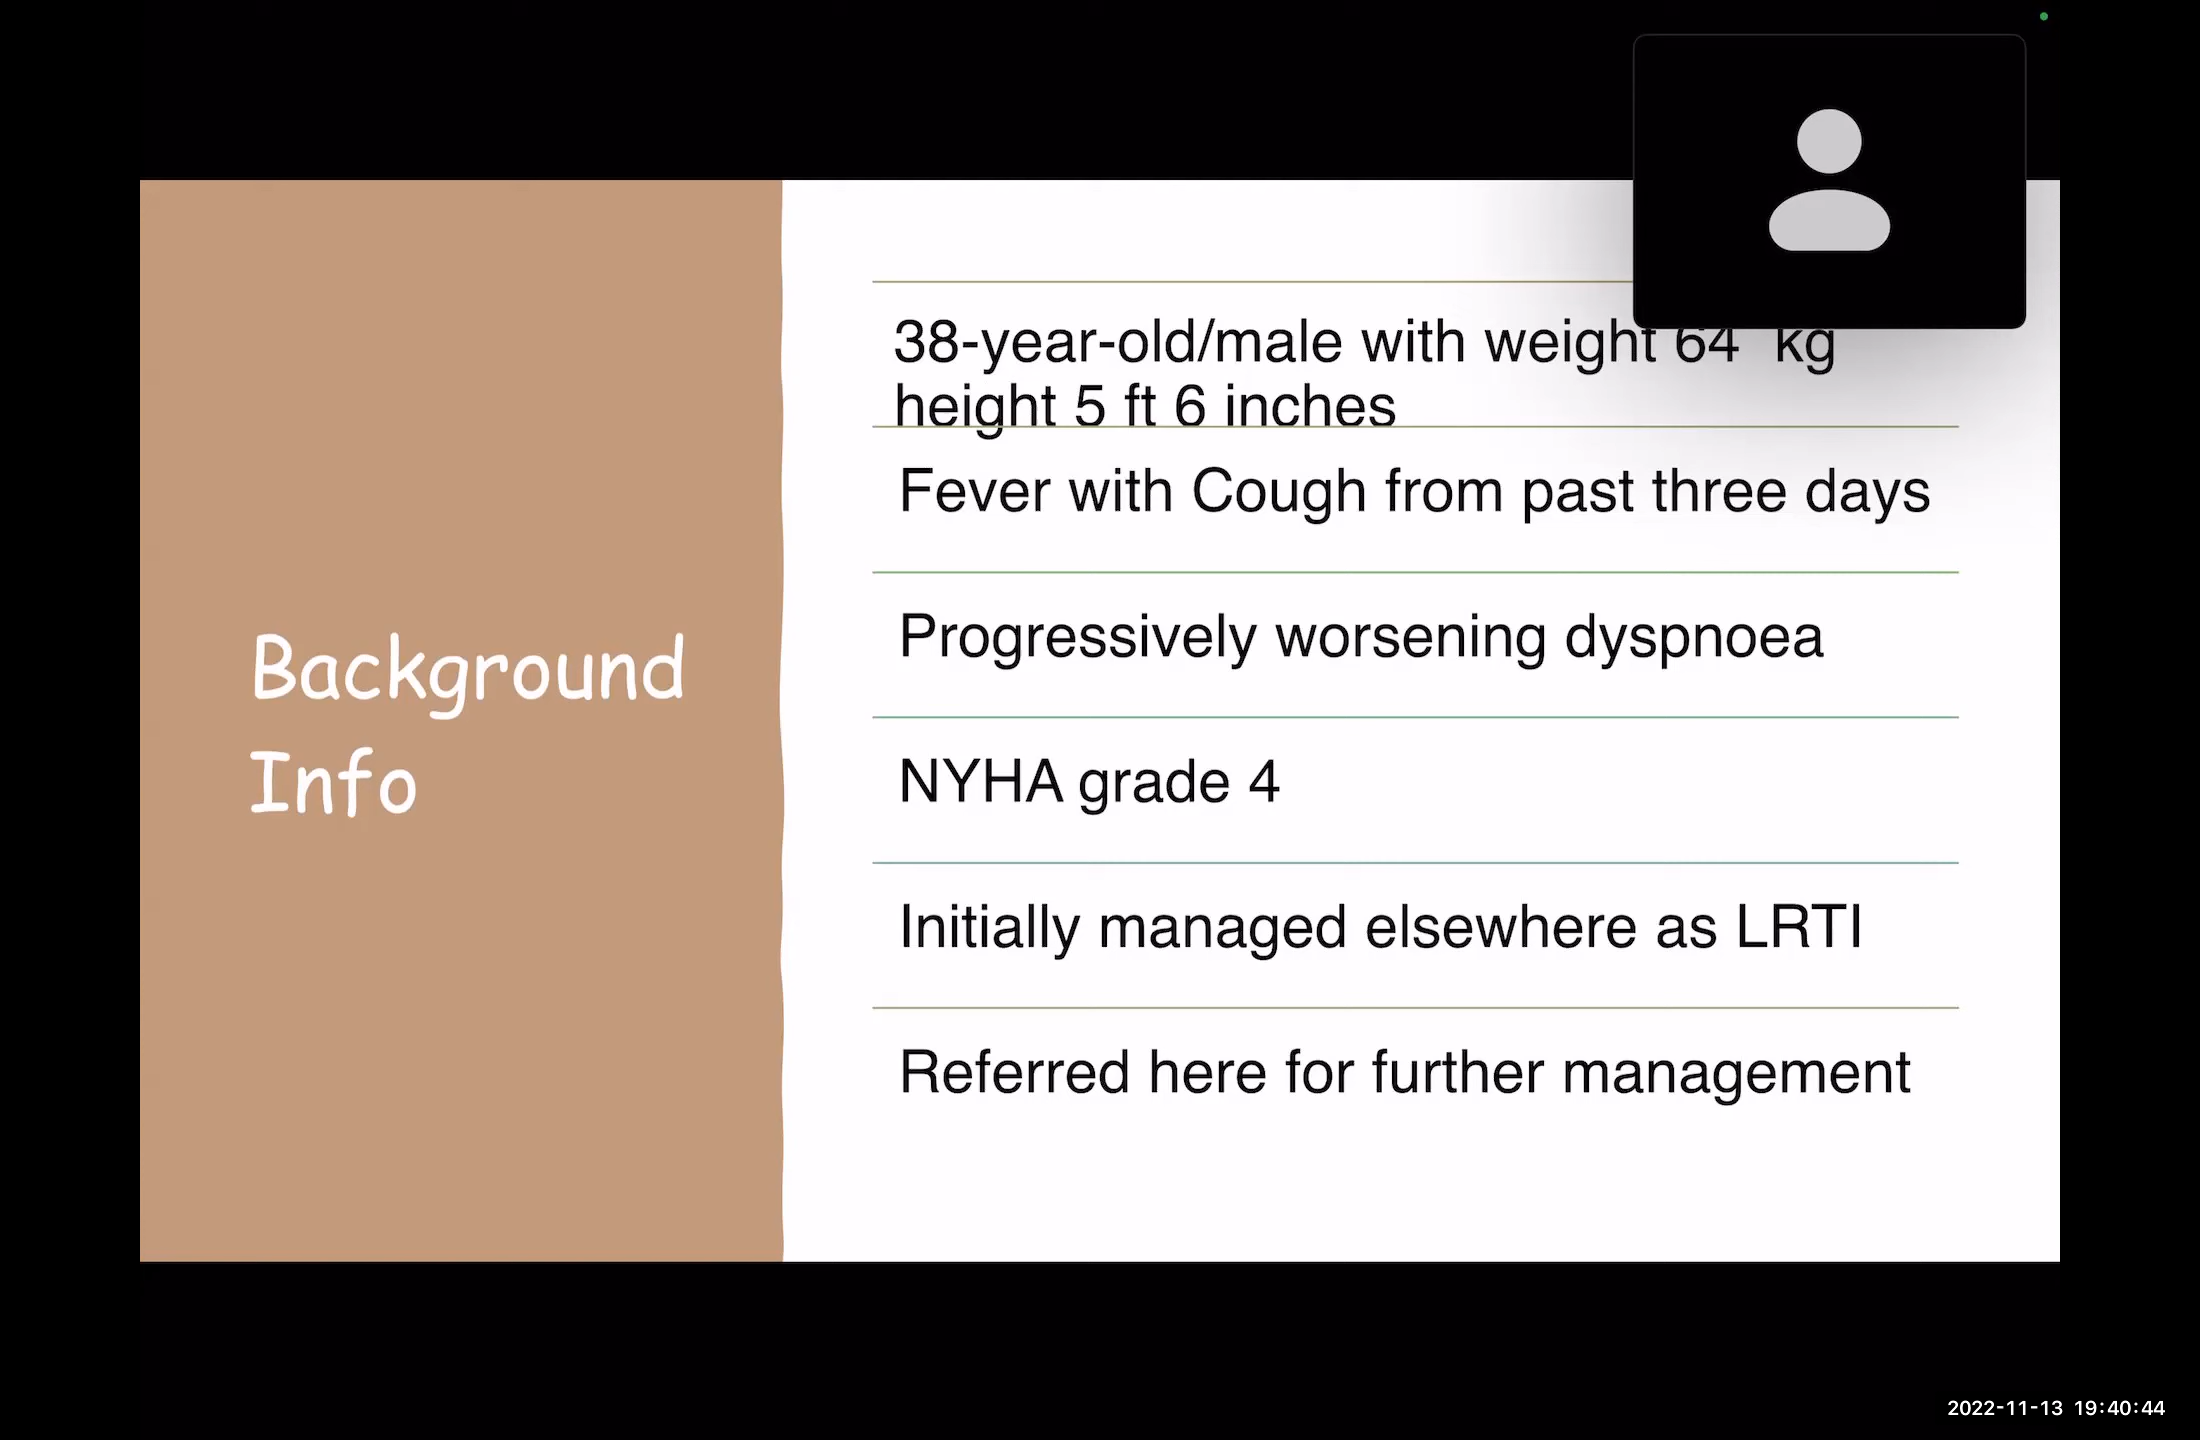 Background
Info
38-year-old/male with weight 64 kg
height 5 ft 6 inches
Fever with Cough from past three days
Progressively worsening dyspnoea
NYHA grade 4
Initially managed elsewhere as LRTI
Referred here for further management
2022-11-13 19:40:44